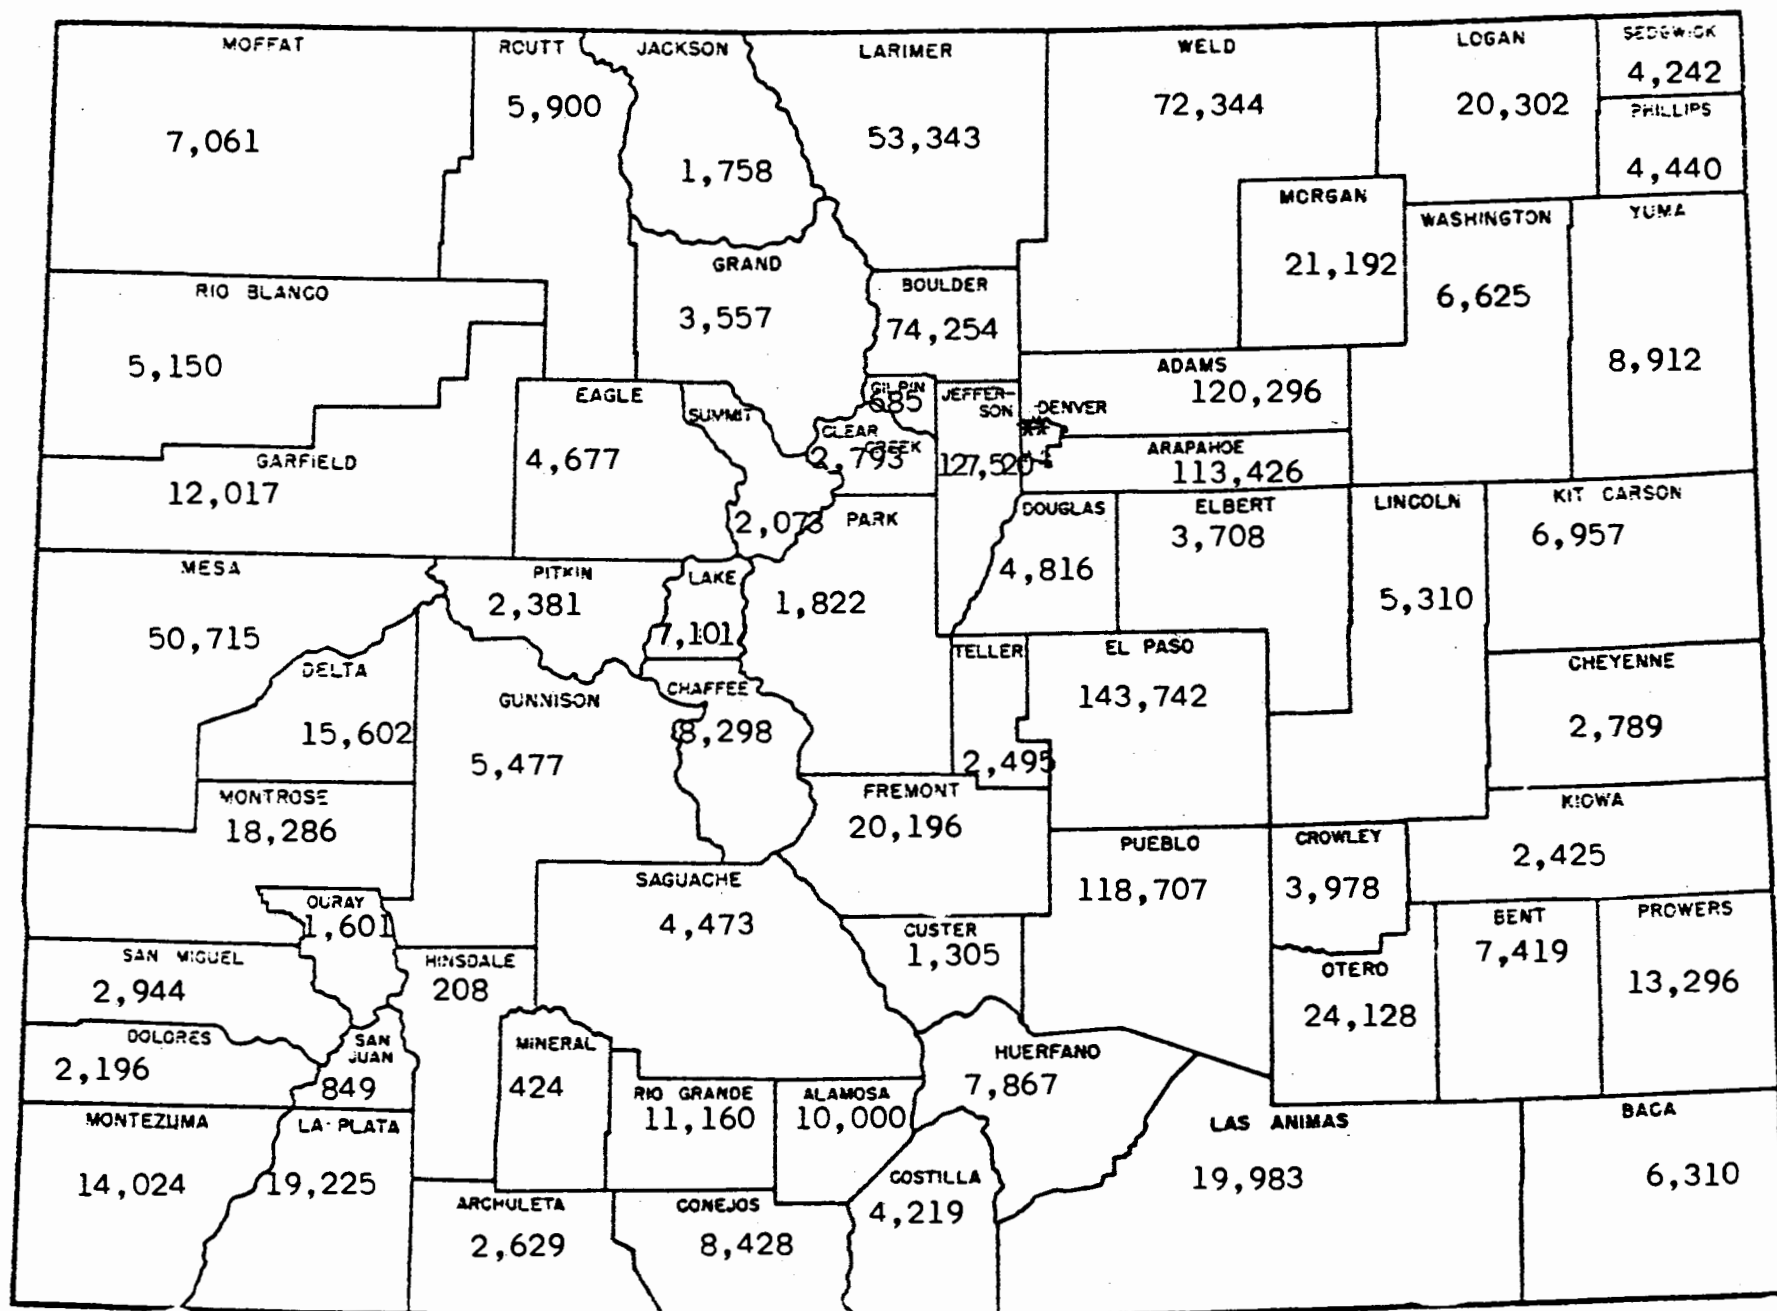 MOFFAT
7,061
ROUTT
5,900
JACKSON
1,758
LARIMER
53,343
WELD
72,344
LOGAN
20,302
SEDGWICK
4,242
PHILLIPS
4,440
MORGAN
21,192
WASHINGTON
6,625
YUMA
8,912
RIO BLANCO
5,150
GRAND
3,557
BOULDER
74,254
GILPIN
685
JEFFER-
SON
127,520
ADAMS
120,296
DENVER
**
ARAPAHOE
113,426
EAGLE
4,677
SUMMIT
2,073
CLEAR
CREEK
2,793
GARFIELD
12,017
PARK
1,822
DOUGLAS
4,816
ELBERT
3,708
LINCOLN
5,310
KIT CARSON
6,957
MESA
50,715
PITKIN
2,381
LAKE
7,101
DELTA
15,602
GUNNISON
5,477
CHAFFEE
8,298
TELLER
2,495
EL PASO
143,742
CHEYENNE
2,789
MONTROSE
18,286
FREMONT
20,196
PUEBLO
118,707
CROWLEY
3,978
KIOWA
2,425
OURAY
1,601
SAGUACHE
4,473
CUSTER
1,305
OTERO
24,128
BENT
7,419
PROWERS
13,296
SAN MIGUEL
2,944
HINSDALE
208
DOLORES
2,196
SAN
JUAN
849
MINERAL
424
RIO GRANDE
11,160
ALAMOSA
10,000
HUERFANO
7,867
LAS ANIMAS
19,983
BACA
6,310
MONTEZUMA
14,024
LA PLATA
19,225
ARCHULETA
2,629
CONEJOS
8,428
COSTILLA
4,219